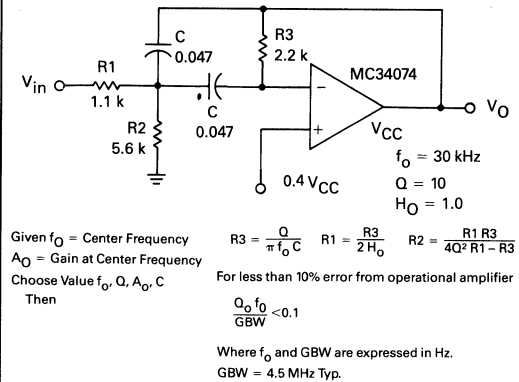 C
0.047
R3
2.2 k
MC34074
R1
Vin
1.1 k
C
0.047
−
+
VO
VCC
R2
5.6 k
0.4 VCC
fo = 30 kHz
Q = 10
HO = 1.0
Given fO = Center Frequency
AO = Gain at Center Frequency
Choose Value fo, Q, Ao, C
Then
R3 = Q / π fo C R1 = R3 / 2 Ho R2 = R1 R3 / 4Q² R1 – R3
For less than 10% error from operational amplifier
Qo fo / GBW <0.1
Where fo and GBW are expressed in Hz.
GBW = 4.5 MHz Typ.